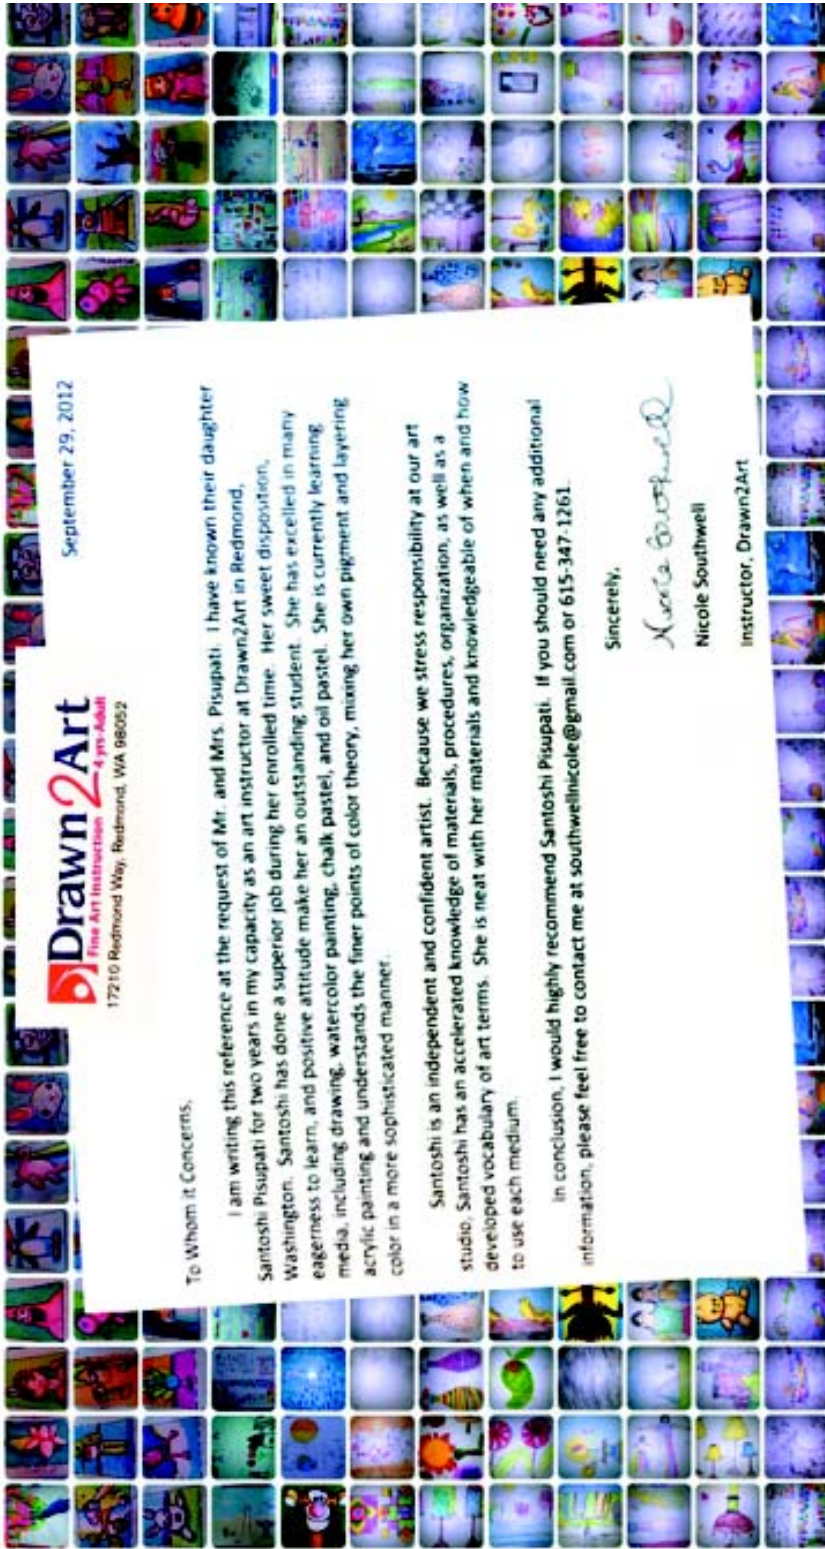 Drawn2Art
Fine Art Instruction 4 yrs-Adult
17210 Redmond Way, Redmond, WA 98052
September 29, 2012
To Whom it Concerns,
I am writing this reference at the request of Mr. and Mrs. Pisupati. I have known their daughter
Santoshi Pisupati for two years in my capacity as an art instructor at Drawn2Art in Redmond,
Washington. Santoshi has done a superior job during her enrolled time. Her sweet disposition,
eagerness to learn, and positive attitude make her an outstanding student. She has excelled in many
media, including drawing, watercolor painting, chalk pastel, and oil pastel. She is currently learning
acrylic painting and understands the finer points of color theory, mixing her own pigment and layering
color in a more sophisticated manner.
Santoshi is an independent and confident artist. Because we stress responsibility at our art
studio, Santoshi has an accelerated knowledge of materials, procedures, organization, as well as a
developed vocabulary of art terms. She is neat with her materials and knowledgeable of when and how
to use each medium.
In conclusion, I would highly recommend Santoshi Pisupati. If you should need any additional
information, please feel free to contact me at southwellnicole@gmail.com or 615-347-1261.
Sincerely,
Nicole Southwell
Nicole Southwell
Instructor, Drawn2Art